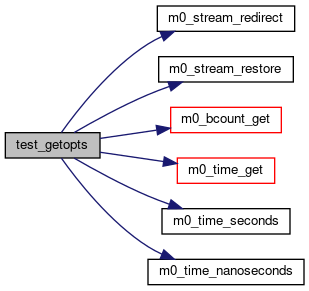 m0_stream_redirect
m0_stream_restore
m0_bcount_get
test_getopts
m0_time_get
m0_time_seconds
m0_time_nanoseconds